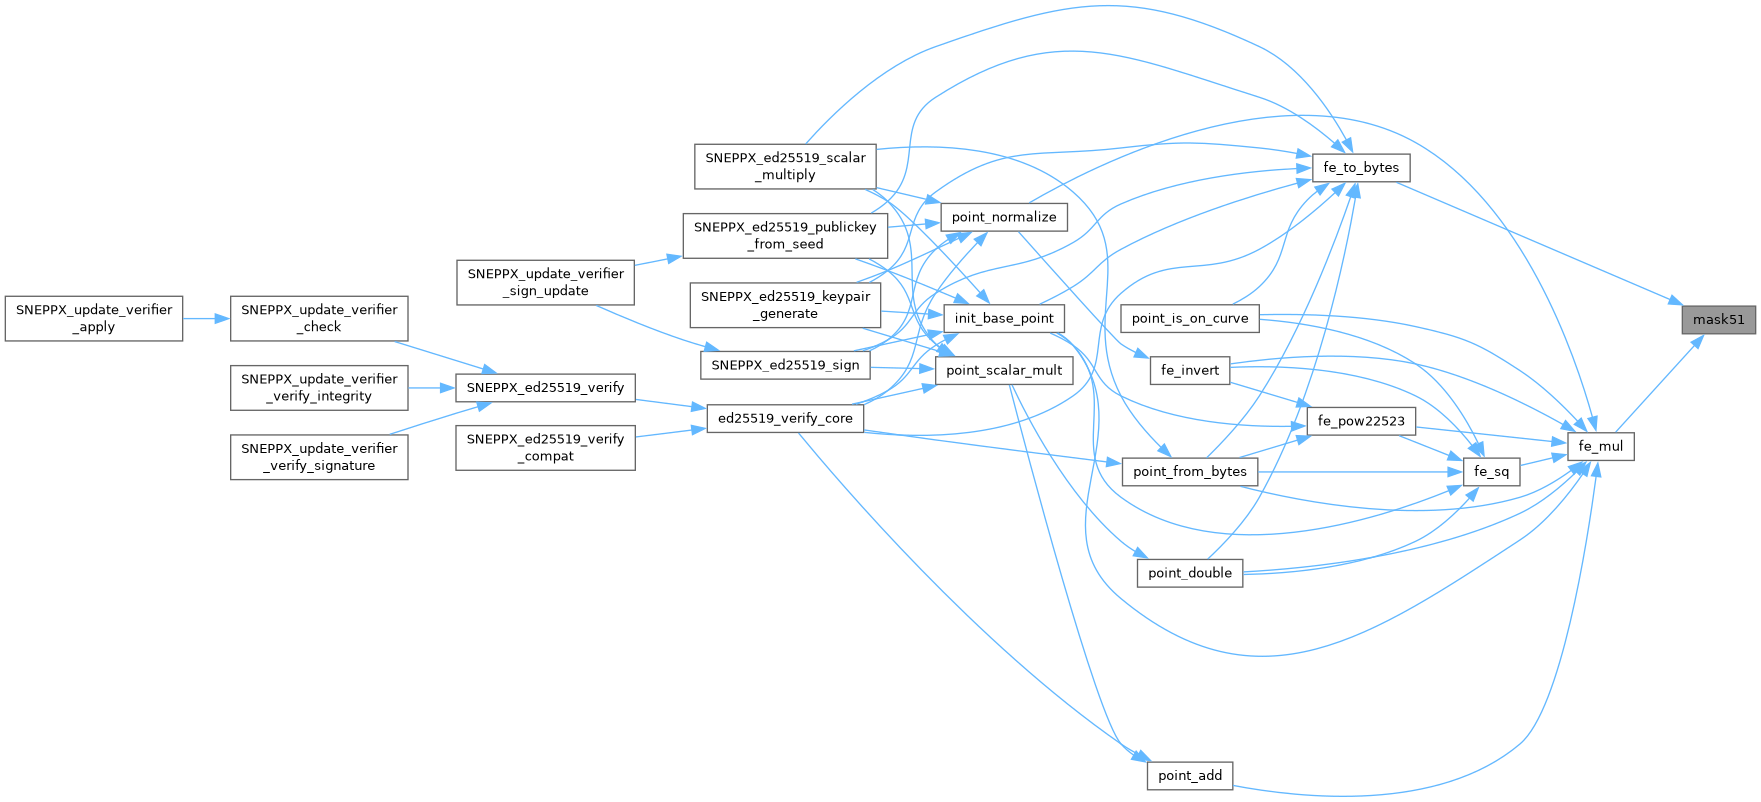 SNEPPX_update_verifier
_apply
SNEPPX_update_verifier
_check
SNEPPX_update_verifier
_verify_integrity
SNEPPX_update_verifier
_verify_signature
SNEPPX_update_verifier
_sign_update
SNEPPX_ed25519_verify
SNEPPX_ed25519_verify
_compat
SNEPPX_ed25519_scalar
_multiply
SNEPPX_ed25519_publickey
_from_seed
SNEPPX_ed25519_keypair
_generate
SNEPPX_ed25519_sign
ed25519_verify_core
point_normalize
init_base_point
point_scalar_mult
fe_to_bytes
point_is_on_curve
fe_invert
fe_pow22523
point_from_bytes
fe_sq
point_double
point_add
fe_mul
mask51